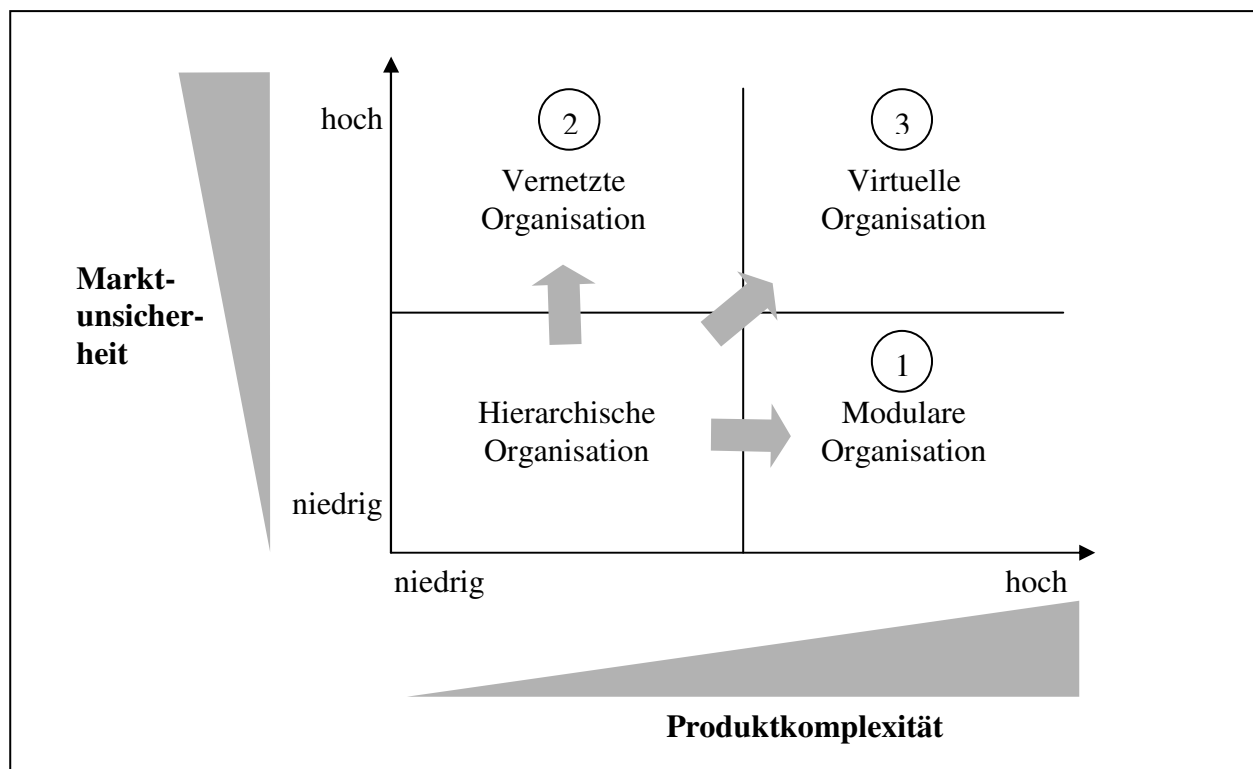 hoch
2
3
Vernetzte
Organisation
Virtuelle
Organisation
Markt-
unsicher-
heit
1
Hierarchische
Organisation
Modulare
Organisation
niedrig
niedrig
hoch
Produktkomplexität